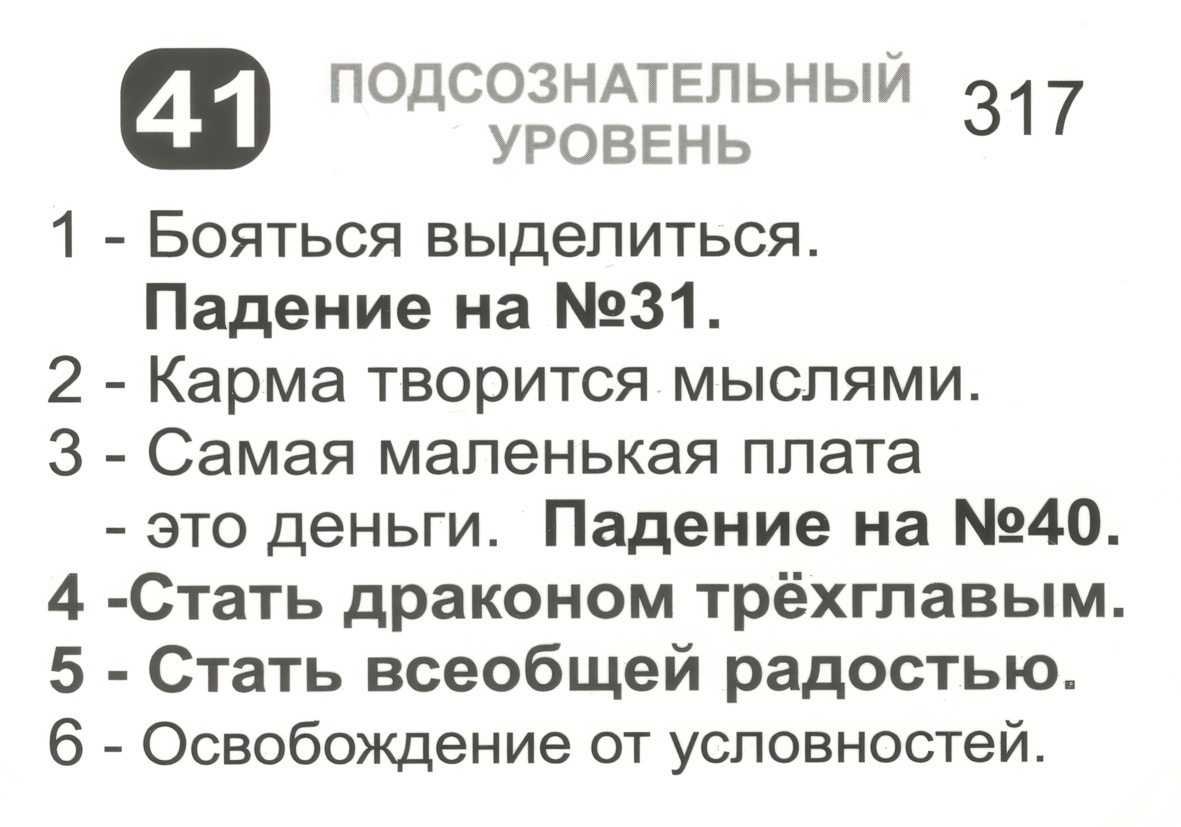 41
ПОДСОЗНАТЕЛЬНЫЙ
УРОВЕНЬ
317
1 - Бояться выделиться.
Падение на №31.
2 - Карма творится мыслями.
3 - Самая маленькая плата
- это деньги. Падение на №40.
4 -Стать драконом трёхглавым.
5 - Стать всеобщей радостью.
6 - Освобождение от условностей.